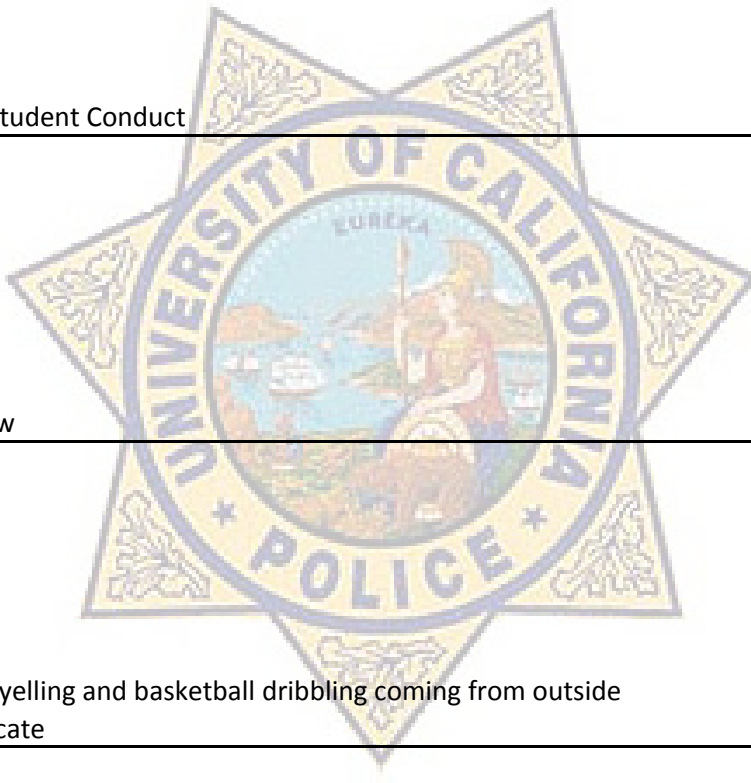 tudent Conduct
UNIVERSITY OF CALIFORNIA
EUREKA
w
POLICE
yelling and basketball dribbling coming from outside
cate